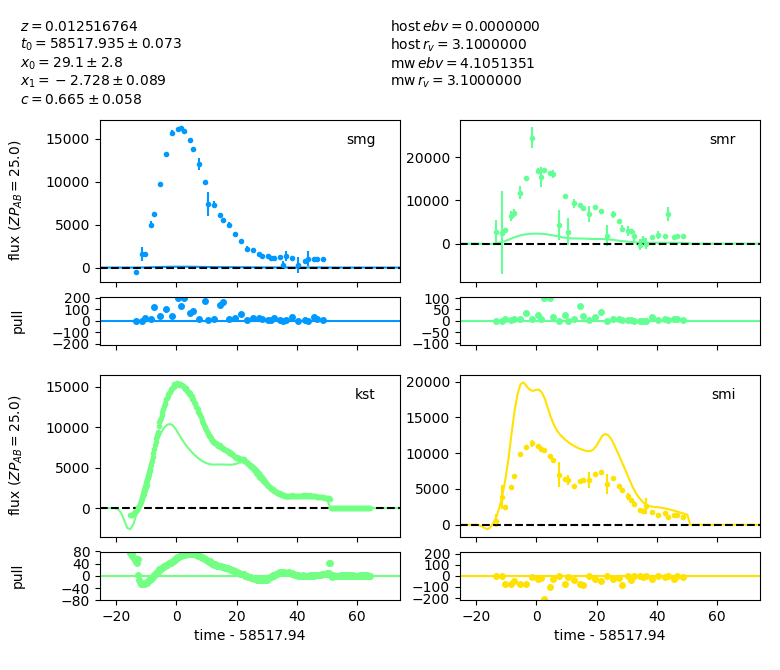 z = 0.012516764
t₀ = 58517.935 ± 0.073
x₀ = 29.1 ± 2.8
x₁ = −2.728 ± 0.089
c = 0.665 ± 0.058
host ebv = 0.0000000
host r_v = 3.1000000
mw ebv = 4.1051351
mw r_v = 3.1000000
flux (ZP_AB = 25.0)
15000
10000
5000
0
smg
20000
10000
0
smr
pull
200
100
0
−100
−200
100
50
0
−50
−100
flux (ZP_AB = 25.0)
15000
10000
5000
0
kst
20000
15000
10000
5000
0
smi
pull
80
40
0
−40
−80
200
100
0
−100
−200
−20 0 20 40 60
−20 0 20 40 60
time - 58517.94
time - 58517.94